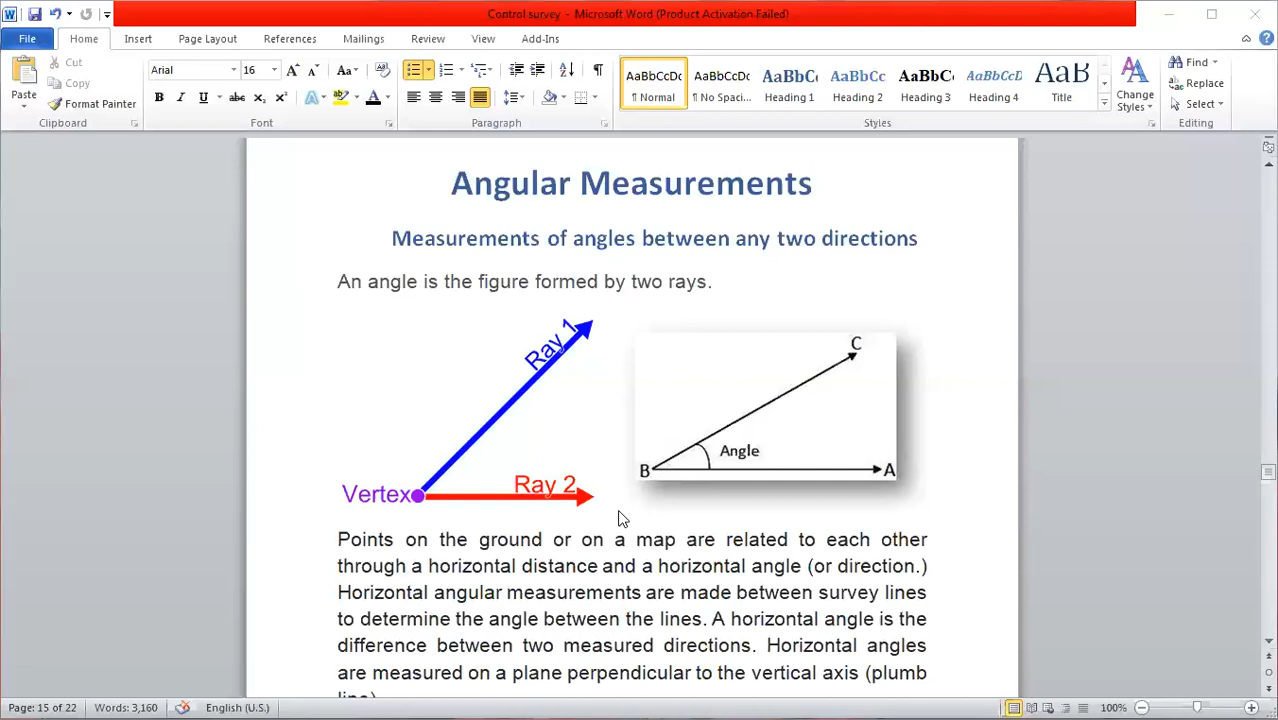 Control survey - Microsoft Word (Product Activation Failed)
File Home Insert Page Layout References Mailings Review View Add-Ins
Paste
Cut
Copy
Format Painter
Clipboard
Arial 16
Font
Paragraph
AaBbCcDc AaBbCcDc AaBbC AaBbCc AaBbCc AaBbCcD AaB
¶ Normal ¶ No Spaci... Heading 1 Heading 2 Heading 3 Heading 4 Title
Change Styles
Styles
Find
Replace
Select
Editing
Angular Measurements
Measurements of angles between any two directions
An angle is the figure formed by two rays.
Ray 1
Ray 2
Vertex
C
Angle
B
A
Points on the ground or on a map are related to each other
through a horizontal distance and a horizontal angle (or direction.)
Horizontal angular measurements are made between survey lines
to determine the angle between the lines. A horizontal angle is the
difference between two measured directions. Horizontal angles
are measured on a plane perpendicular to the vertical axis (plumb
line).
Page: 15 of 22 Words: 3,160 English (U.S.) 100%